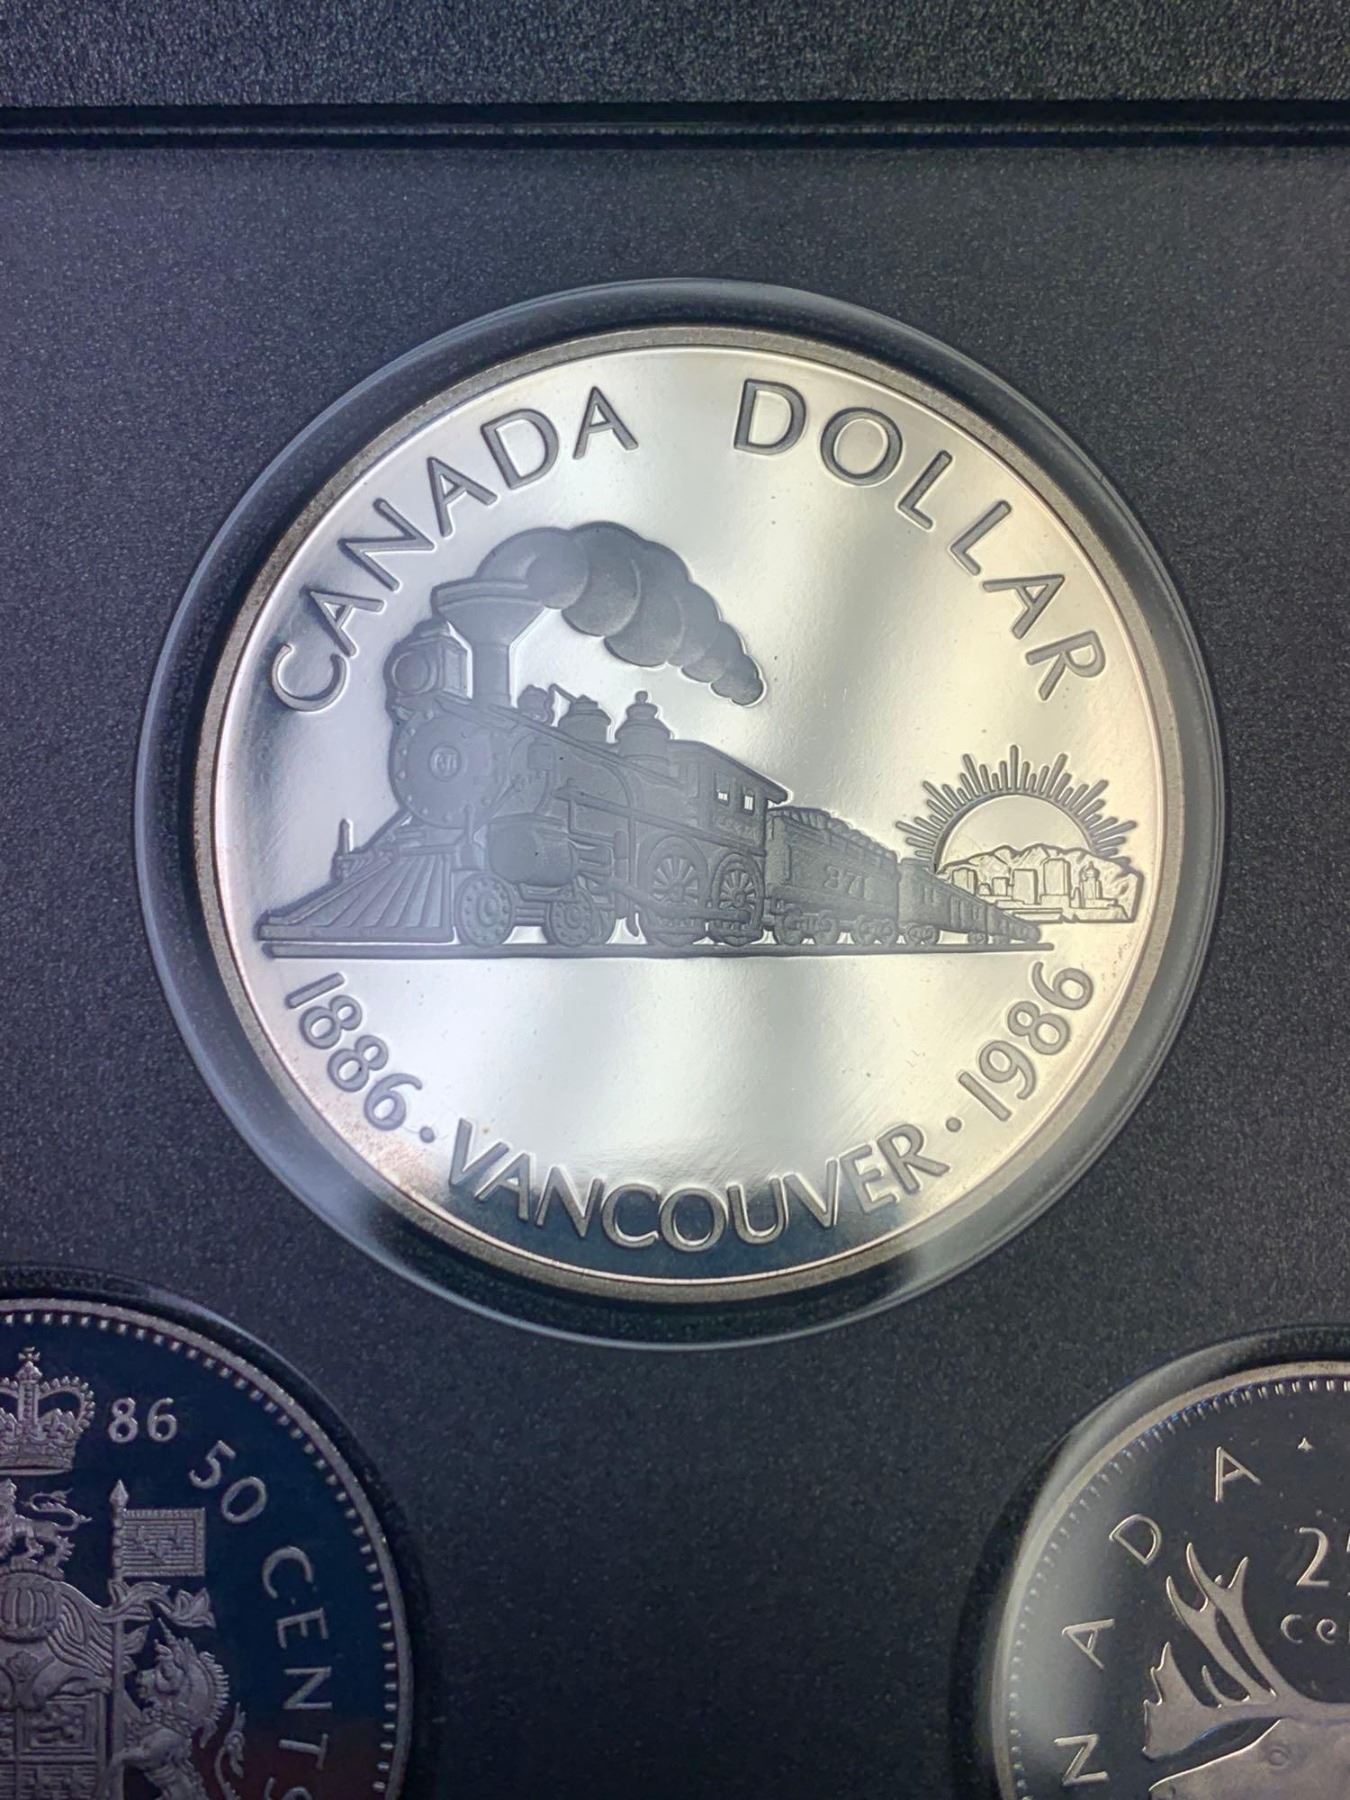 CANADA DOLLAR
871
871
1886 · VANCOUVER · 1986
86
50 CENTS
NADA